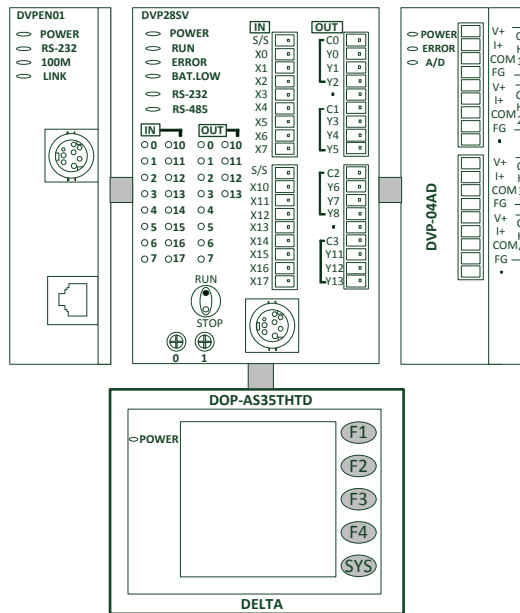 DVPEN01
POWER
RS-232
100M
LINK
DVP28SV
POWER
RUN
ERROR
BAT.LOW
RS-232
RS-485
IN OUT
0 10 0 10
1 11 1 11
2 12 2 12
3 13 3 13
4 14 4
5 15 5
6 16 6
7 17 7
RUN
STOP
0 1
IN OUT
S/S C0
X0 Y0
X1 Y1
X2 Y2
X3
X4 C1
X5 Y3
X6 Y4
X7 Y5
S/S C2
X10 Y6
X11 Y7
X12 Y8
X13
X14 C3
X15 Y11
X16 Y12
X17 Y13
POWER
ERROR
A/D
DVP-04AD
V+
I+
COM
FG
V+
I+
COM
FG
V+
I+
COM
FG
V+
I+
COM
FG
DOP-AS35THTD
POWER
F1
F2
F3
F4
SYS
DELTA